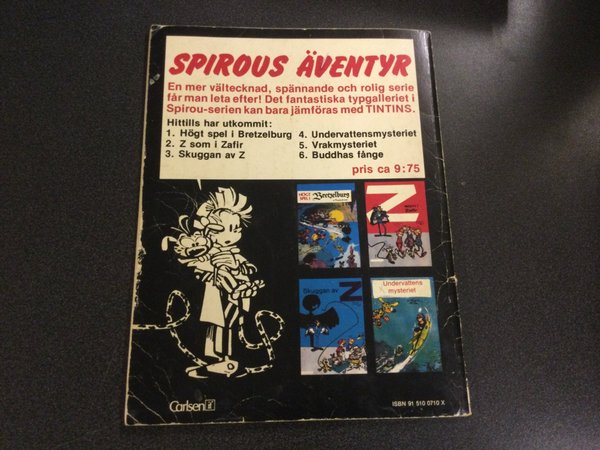 SPIROUS ÄVENTYR
En mer vältecknad, spännande och rolig serie
får man leta efter! Det fantastiska typgalleriet i
Spirou-serien kan bara jämföras med TINTINS.
Hittills har utkommit:
1. Högt spel i Bretzelburg
2. Z som i Zafir
3. Skuggan av Z
4. Undervattensmysteriet
5. Vrakmysteriet
6. Buddhas fånge
pris ca 9:75
HÖGT
SPEL I
Bretzelburg
Z
Skuggan av
Z
Undervattens
mysteriet
Carlsen if
ISBN 91 510 0710 X